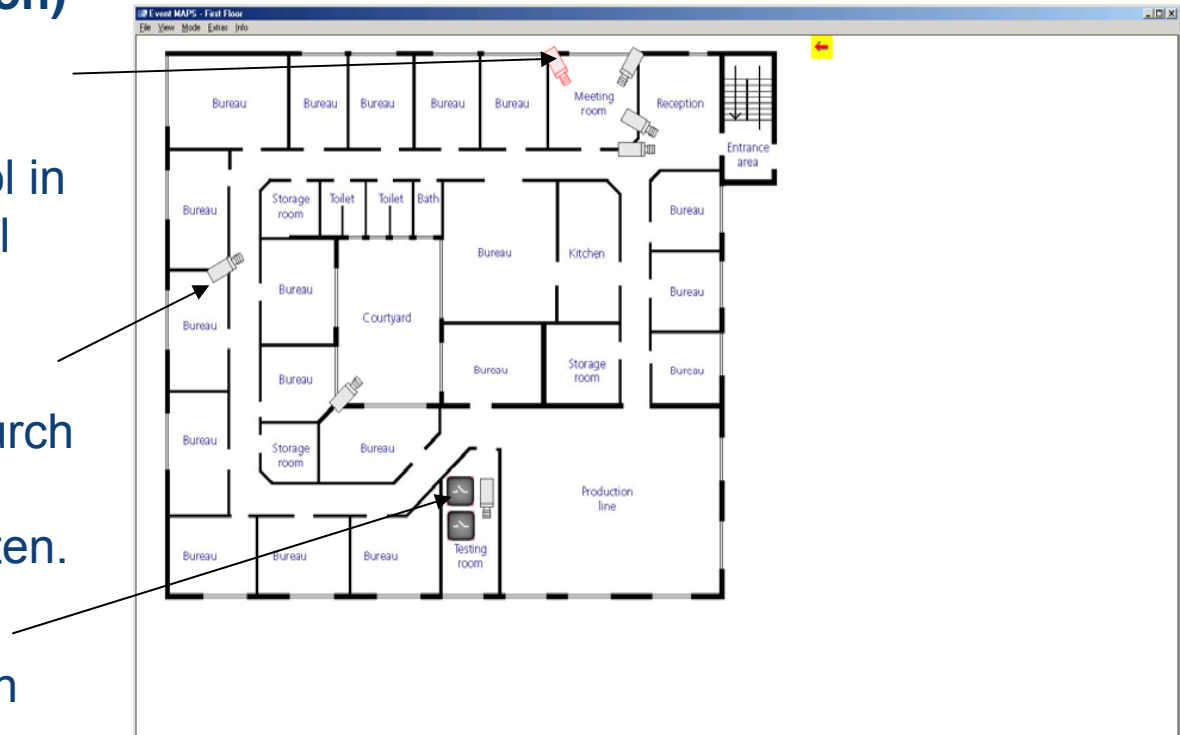 on)
ol in
l
urch
ten.
n
Event MAPS - First Floor
File View Mode Extras Info
Bureau
Bureau
Bureau
Bureau
Bureau
Meeting
room
Reception
Entrance
area
Bureau
Storage
room
Toilet
Toilet
Bath
Bureau
Kitchen
Bureau
Bureau
Bureau
Courtyard
Bureau
Bureau
Bureau
Bureau
Storage
room
Bureau
Bureau
Storage
room
Bureau
Production
line
Bureau
Bureau
Bureau
Testing
room